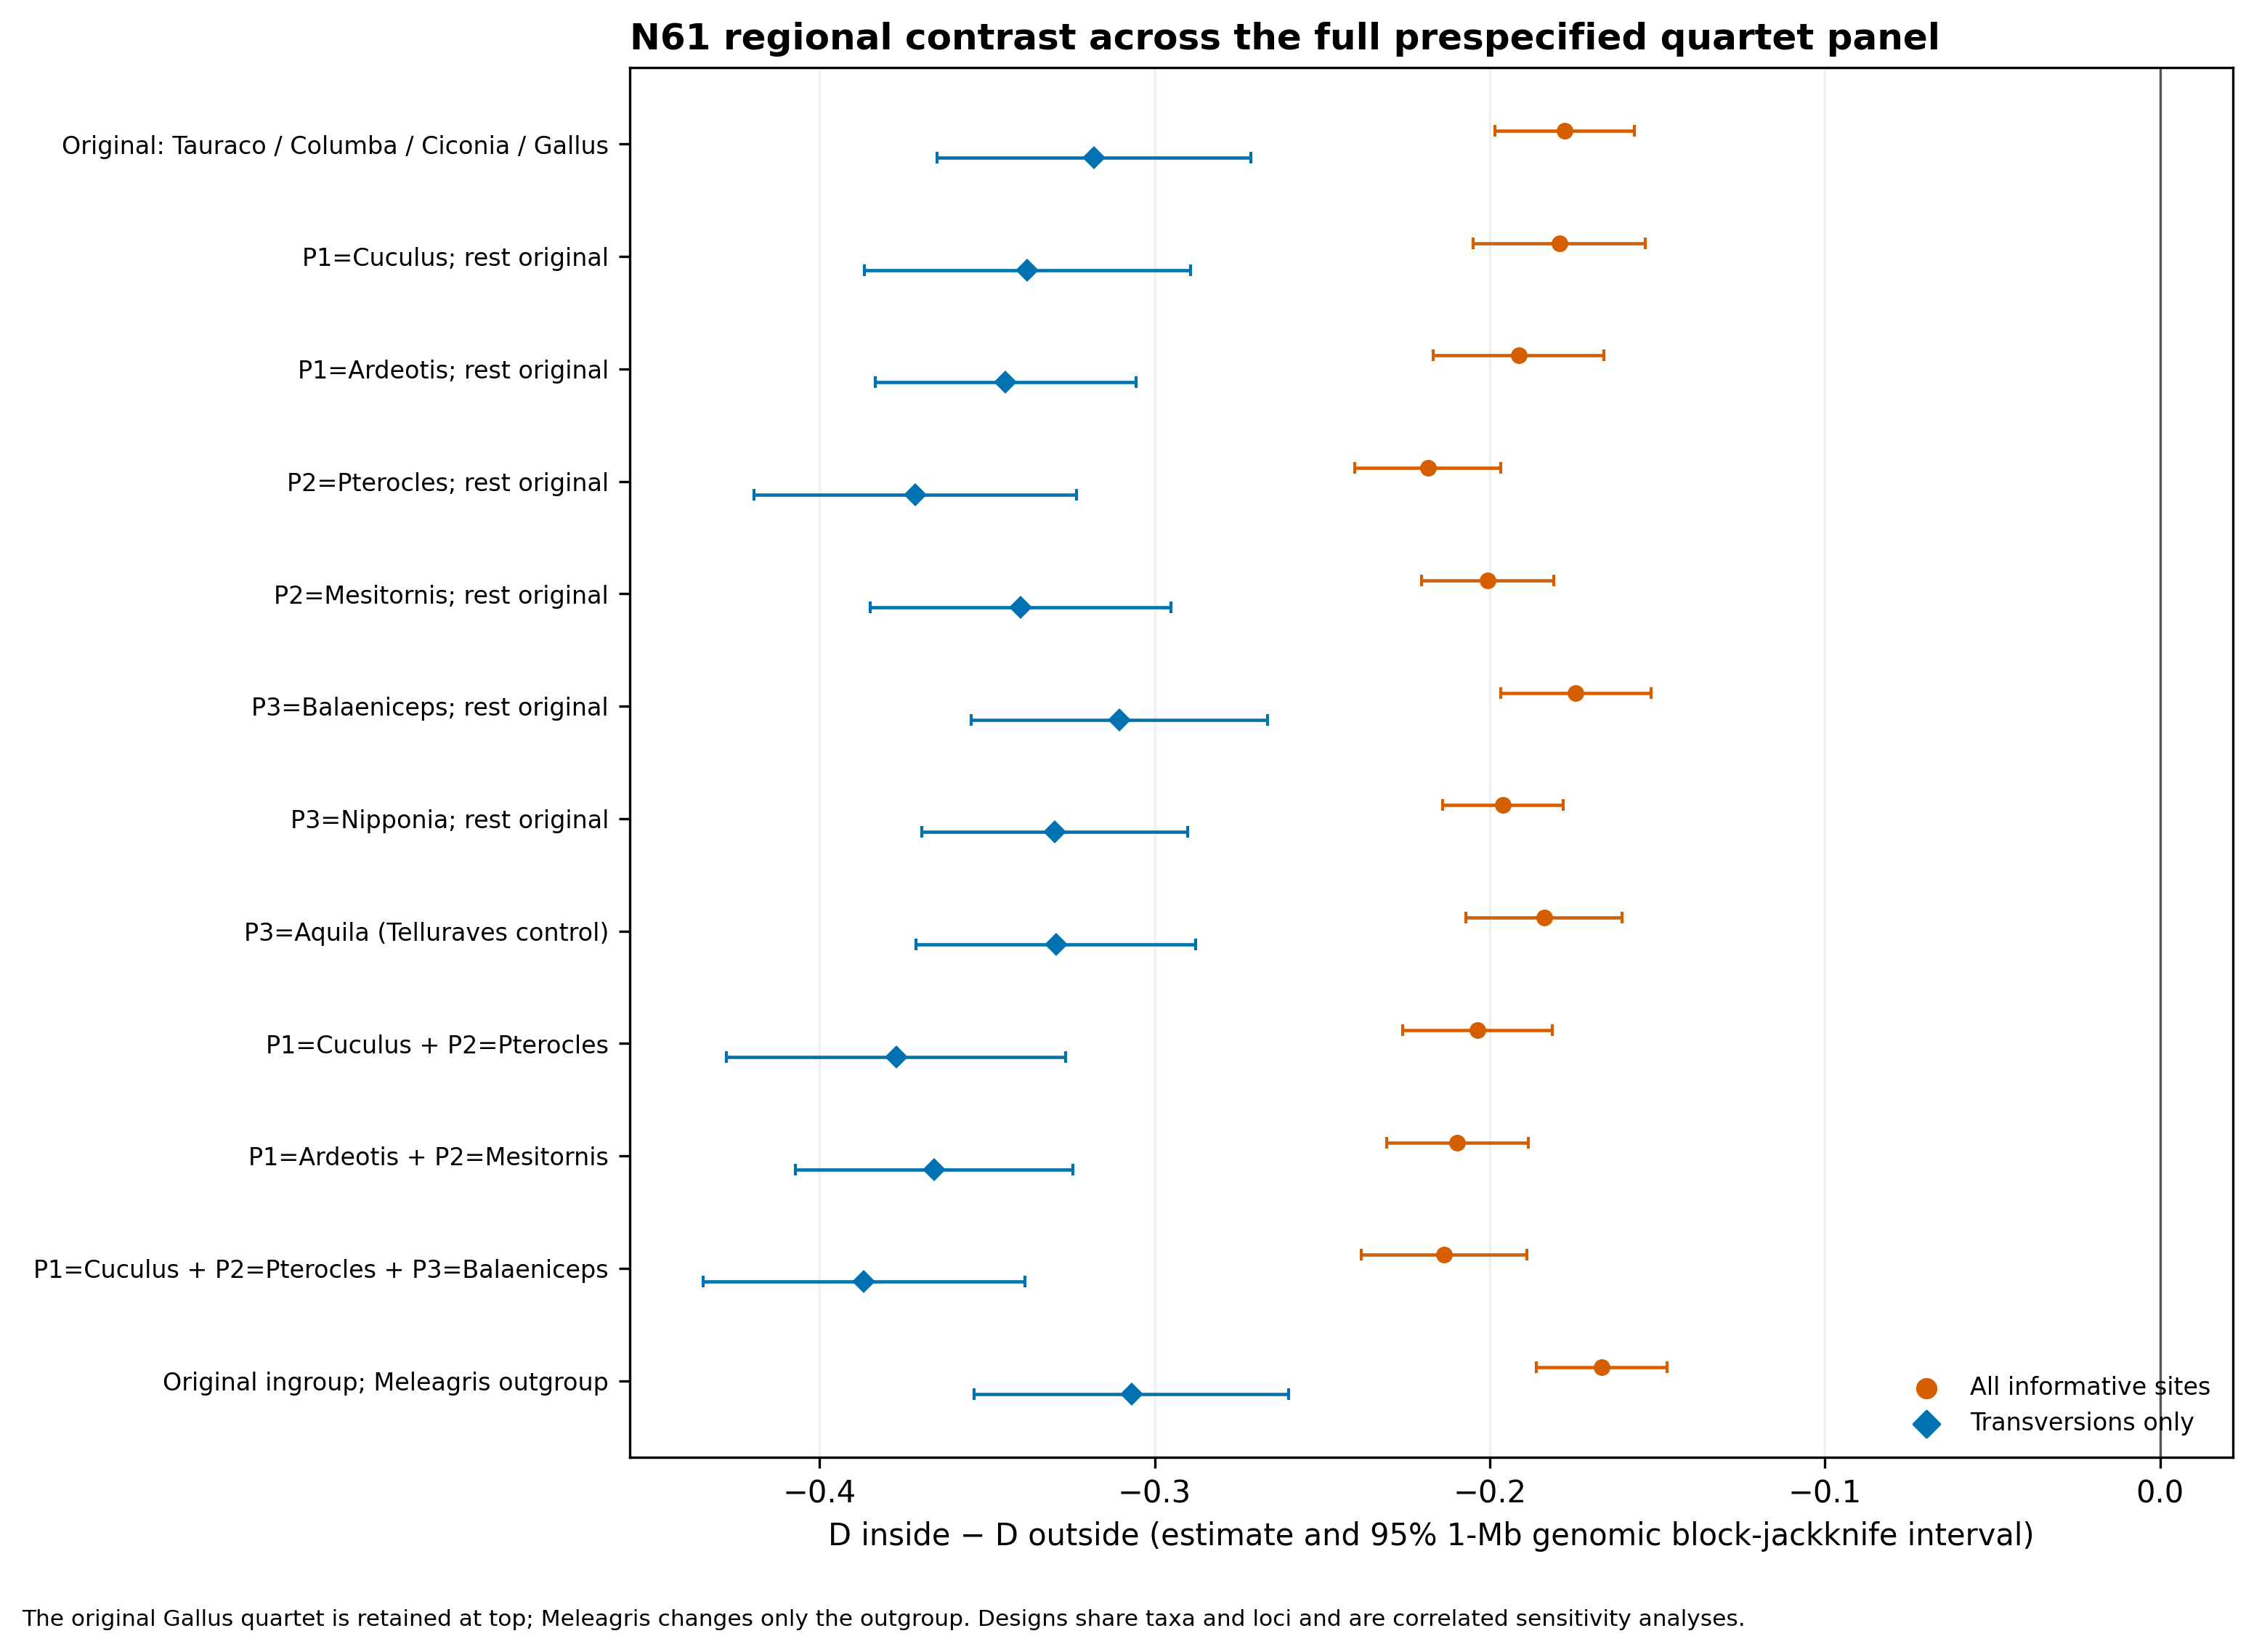 N61 regional contrast across the full prespecified quartet panel
Original: Tauraco / Columba / Ciconia / Gallus
P1=Cuculus; rest original
P1=Ardeotis; rest original
P2=Pterocles; rest original
P2=Mesitornis; rest original
P3=Balaeniceps; rest original
P3=Nipponia; rest original
P3=Aquila (Telluraves control)
P1=Cuculus + P2=Pterocles
P1=Ardeotis + P2=Mesitornis
P1=Cuculus + P2=Pterocles + P3=Balaeniceps
Original ingroup; Meleagris outgroup
All informative sites
Transversions only
−0.4 −0.3 −0.2 −0.1 0.0
D inside − D outside (estimate and 95% 1-Mb genomic block-jackknife interval)
The original Gallus quartet is retained at top; Meleagris changes only the outgroup. Designs share taxa and loci and are correlated sensitivity analyses.